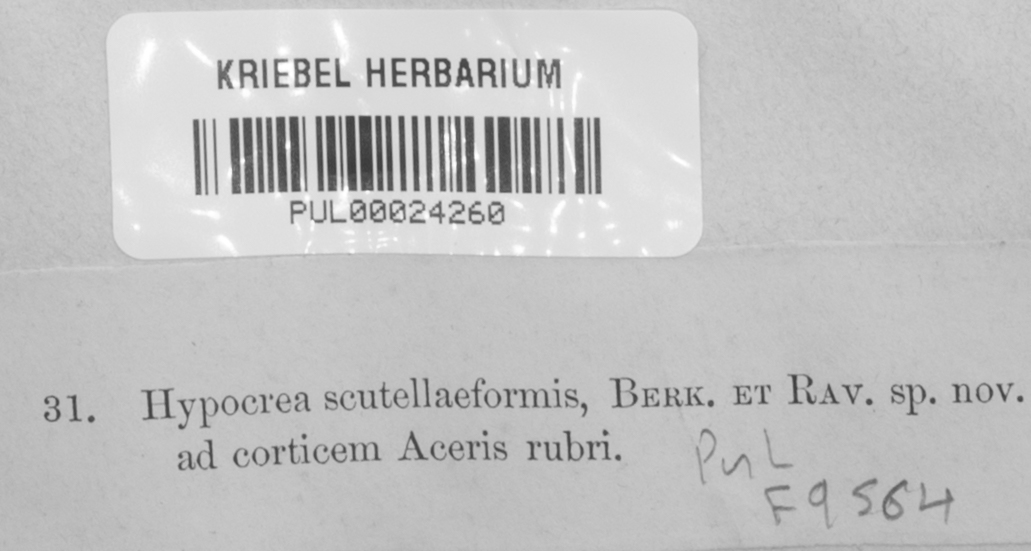 KRIEBEL HERBARIUM
PUL00024260
31. Hypocrea scutellaeformis, BERK. ET RAV. sp. nov.
ad corticem Aceris rubri.
PuL
F9564